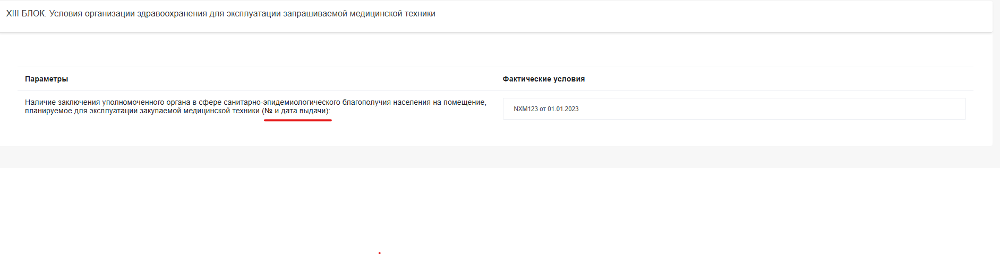 XIII БЛОК. Условия организации здравоохранения для эксплуатации запрашиваемой медицинской техники
Параметры
Фактические условия
Наличие заключения уполномоченного органа в сфере санитарно-эпидемиологического благополучия населения на помещение,
планируемое для эксплуатации закупаемой медицинской техники (№ и дата выдачи):
NXM123 от 01.01.2023